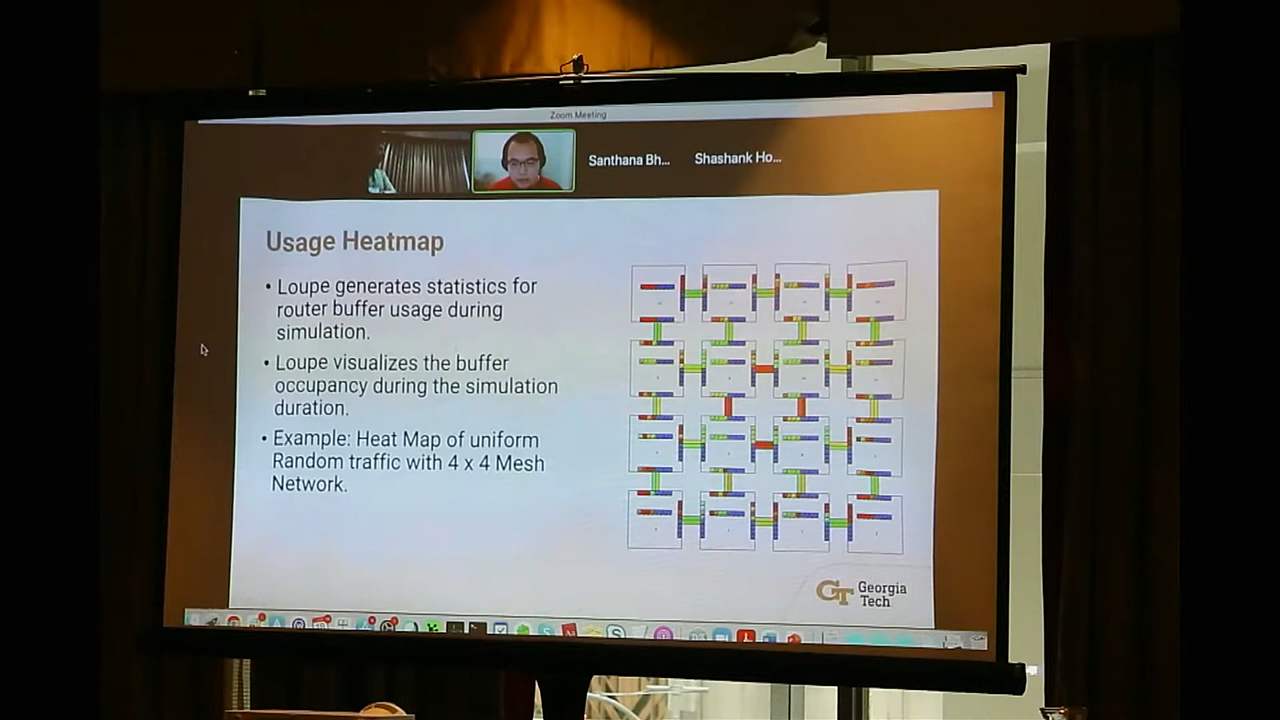 Zoom Meeting
Santhana Bh...
Shashank Ho...
Usage Heatmap
• Loupe generates statistics for
router buffer usage during
simulation.
• Loupe visualizes the buffer
occupancy during the simulation
duration.
• Example: Heat Map of uniform
Random traffic with 4 x 4 Mesh
Network.
GT Georgia
Tech